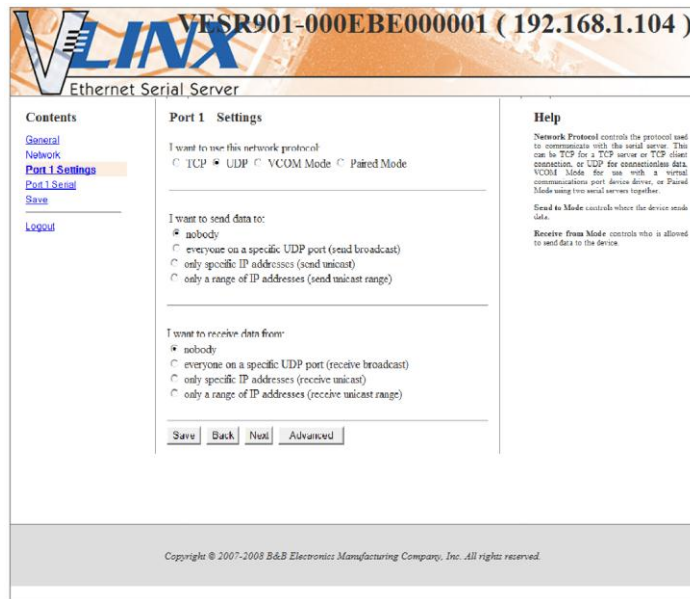 VLINX
VESR901-000EBE000001 ( 192.168.1.104 )
Ethernet Serial Server
Contents
General
Network
Port 1 Settings
Port 1 Serial
Save
Logout
Port 1 Settings
I want to use this network protocol:
TCP UDP VCOM Mode Paired Mode
I want to send data to:
nobody
everyone on a specific UDP port (send broadcast)
only specific IP addresses (send unicast)
only a range of IP addresses (send unicast range)
I want to receive data from:
nobody
everyone on a specific UDP port (receive broadcast)
only specific IP addresses (receive unicast)
only a range of IP addresses (receive unicast range)
Save Back Next Advanced
Help
Network Protocol controls the protocol used
to communicate with the serial server. This
can be TCP for a TCP server or TCP client
connection, or UDP for connectionless data,
VCOM Mode for use with a virtual
communications port device driver, or Paired
Mode using two serial servers together.
Send to Mode controls where the device sends
data.
Receive from Mode controls who is allowed
to send data to the device.
Copyright © 2007-2008 B&B Electronics Manufacturing Company, Inc. All rights reserved.